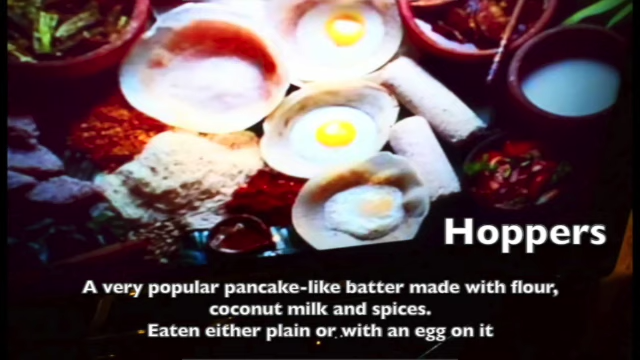 Hoppers
A very popular pancake-like batter made with flour,
coconut milk and spices.
Eaten either plain or with an egg on it